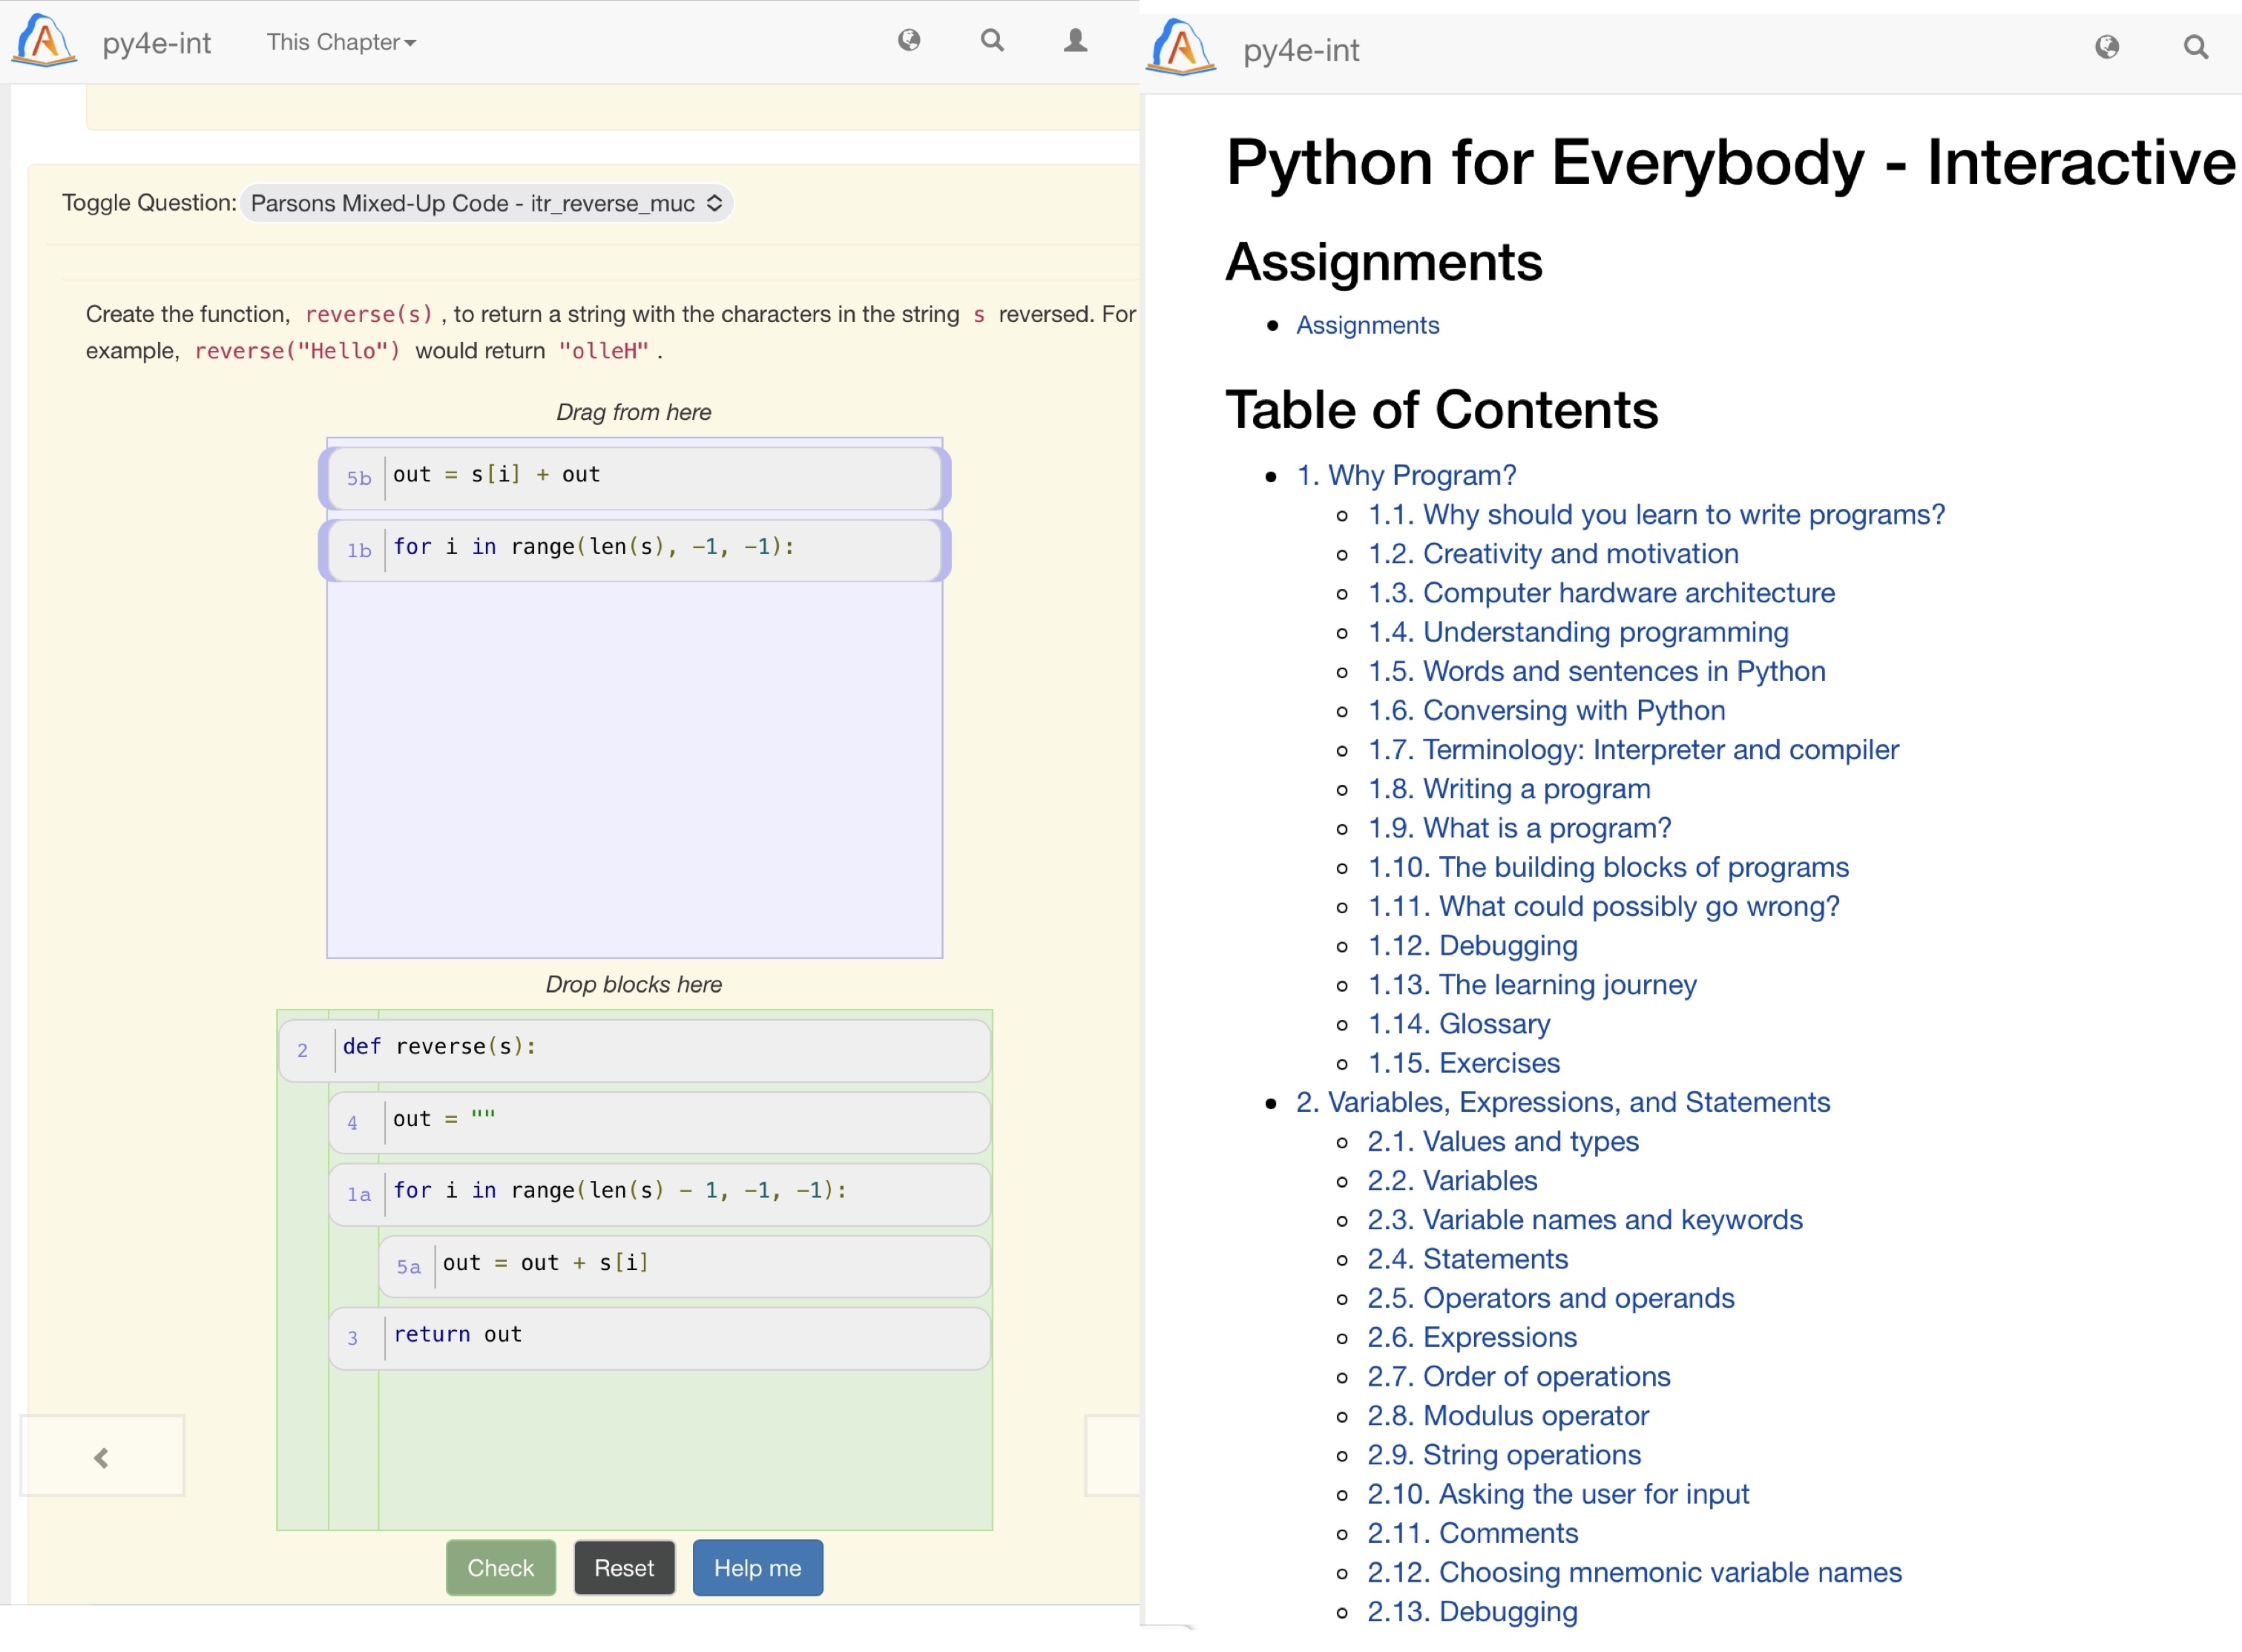 py4e-int
This Chapter
Toggle Question: Parsons Mixed-Up Code - itr_reverse_muc
Create the function, reverse(s) , to return a string with the characters in the string s reversed. For
example, reverse("Hello") would return "olleH" .
Drag from here
5b out = s[i] + out
1b for i in range(len(s), -1, -1):
Drop blocks here
2 def reverse(s):
4 out = ""
1a for i in range(len(s) - 1, -1, -1):
5a out = out + s[i]
3 return out
Check Reset Help me
py4e-int
Python for Everybody - Interactive
Assignments
Assignments
Table of Contents
1. Why Program?
1.1. Why should you learn to write programs?
1.2. Creativity and motivation
1.3. Computer hardware architecture
1.4. Understanding programming
1.5. Words and sentences in Python
1.6. Conversing with Python
1.7. Terminology: Interpreter and compiler
1.8. Writing a program
1.9. What is a program?
1.10. The building blocks of programs
1.11. What could possibly go wrong?
1.12. Debugging
1.13. The learning journey
1.14. Glossary
1.15. Exercises
2. Variables, Expressions, and Statements
2.1. Values and types
2.2. Variables
2.3. Variable names and keywords
2.4. Statements
2.5. Operators and operands
2.6. Expressions
2.7. Order of operations
2.8. Modulus operator
2.9. String operations
2.10. Asking the user for input
2.11. Comments
2.12. Choosing mnemonic variable names
2.13. Debugging